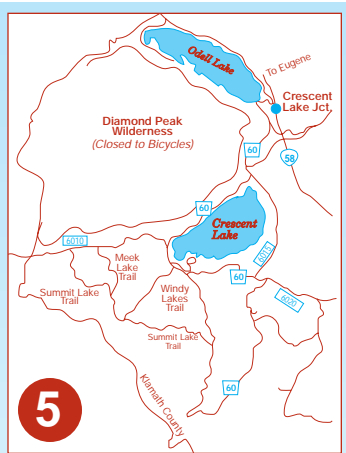 Odell Lake
To Eugene
Crescent
Lake Jct.
Diamond Peak
Wilderness
(Closed to Bicycles)
60
58
60
Crescent
Lake
6010
6015
Meek
Lake
Trail
60
Summit Lake
Trail
Windy
Lakes
Trail
6020
Summit Lake
Trail
60
Klamath County
5